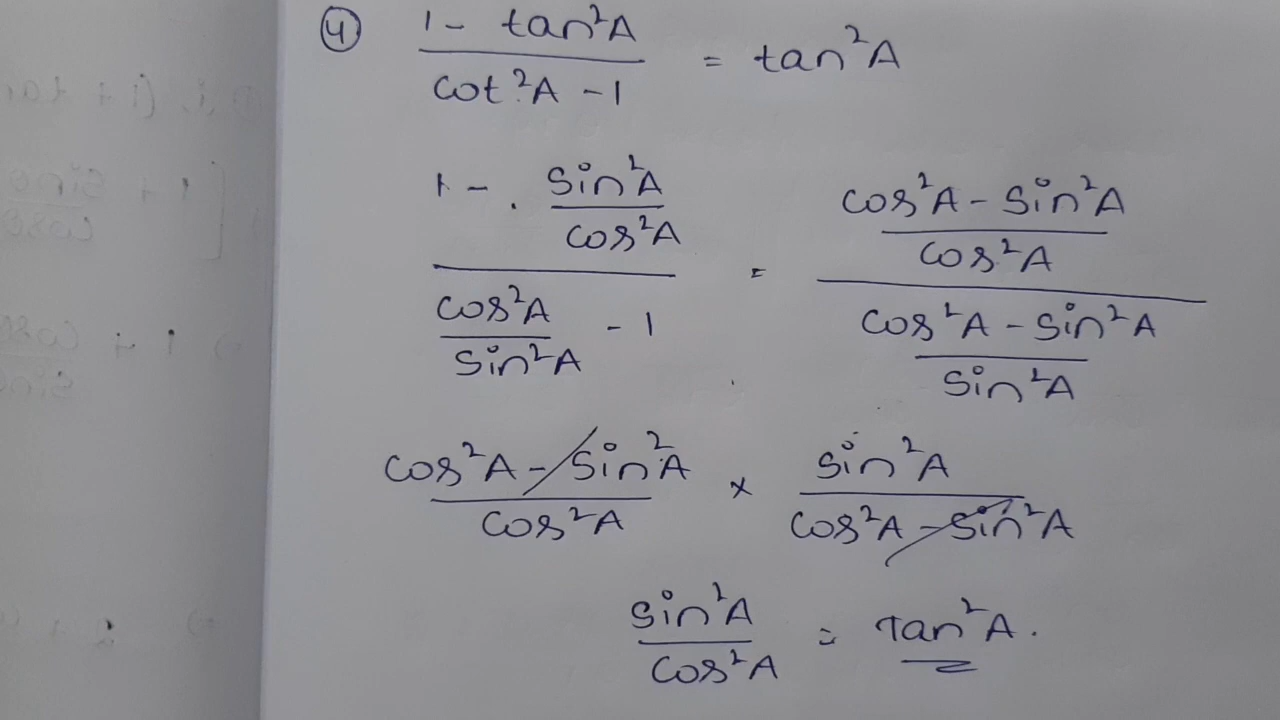 ④ (1 - tan²A)/(cot²A - 1) = tan²A
(1 - . sin²A/cos²A)/(cos²A/sin²A - 1) = ((cos²A - sin²A)/cos²A)/((cos²A - sin²A)/sin²A)
(cos²A - sin²A)/cos²A × sin²A/(cos²A - sin²A)
sin²A/cos²A = Tan²A.